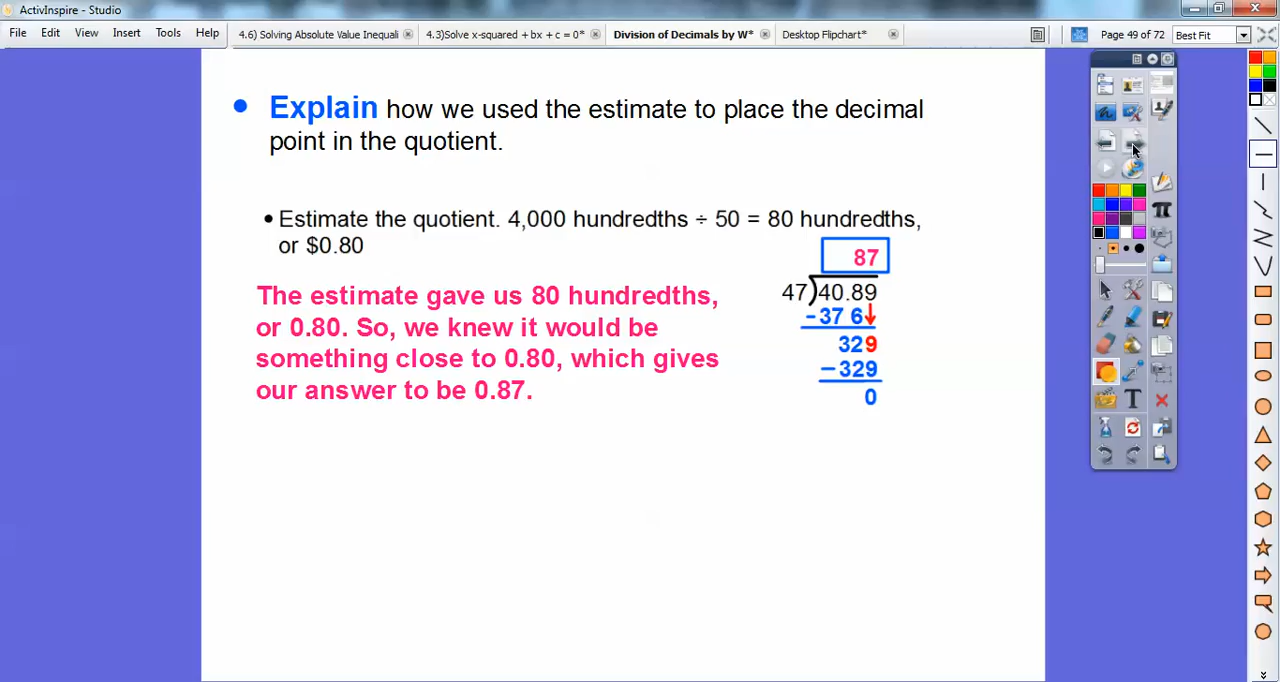 ActivInspire - Studio
File Edit View Insert Tools Help
4.6) Solving Absolute Value Inequali
4.3)Solve x-squared + bx + c = 0*
Division of Decimals by W*
Desktop Flipchart*
Page 49 of 72
Best Fit
• Explain how we used the estimate to place the decimal
point in the quotient.
• Estimate the quotient. 4,000 hundredths ÷ 50 = 80 hundredths,
or $0.80
The estimate gave us 80 hundredths,
or 0.80. So, we knew it would be
something close to 0.80, which gives
our answer to be 0.87.
87
47)40.89
-37 6↓
329
-329
0